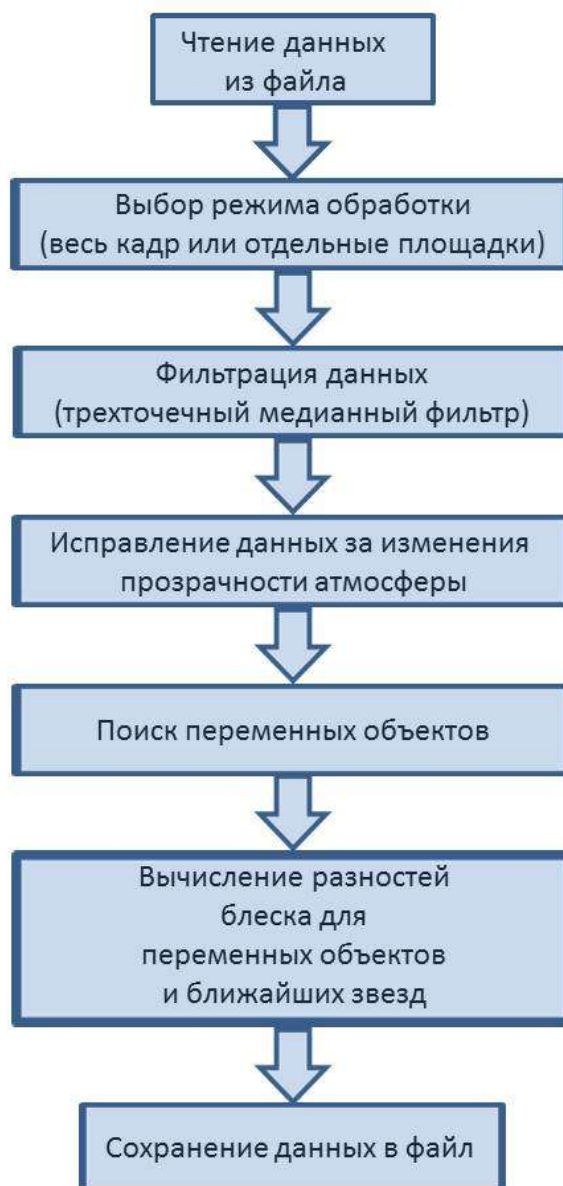 Чтение данных
из файла
Выбор режима обработки
(весь кадр или отдельные площадки)
Фильтрация данных
(трехточечный медианный фильтр)
Исправление данных за изменения
прозрачности атмосферы
Поиск переменных объектов
Вычисление разностей
блеска для
переменных объектов
и ближайших звезд
Сохранение данных в файл